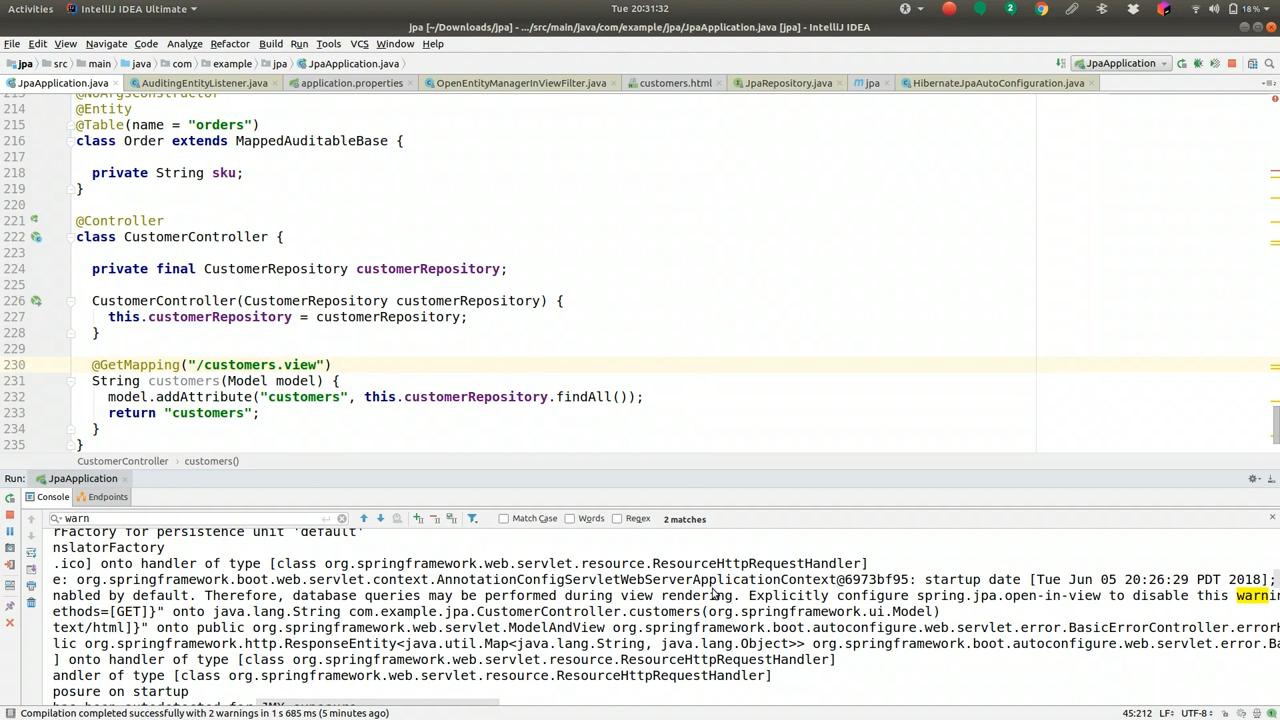 Activities IntelliJ IDEA Ultimate Tue 20:31:32 2 18%
jpa [~/Downloads/jpa] - .../src/main/java/com/example/jpa/JpaApplication.java [jpa] - IntelliJ IDEA
File Edit View Navigate Code Analyze Refactor Build Run Tools VCS Window Help
jpa src main java com example jpa JpaApplication.java JpaApplication
JpaApplication.java AuditingEntityListener.java application.properties OpenEntityManagerInViewFilter.java customers.html JpaRepository.java jpa HibernateJpaAutoConfiguration.java
213 @NoArgsConstructor
214 @Entity
215 @Table(name = "orders")
216 class Order extends MappedAuditableBase {
217
218 private String sku;
219 }
220
221 @Controller
222 class CustomerController {
223
224 private final CustomerRepository customerRepository;
225
226 CustomerController(CustomerRepository customerRepository) {
227 this.customerRepository = customerRepository;
228 }
229
230 @GetMapping("/customers.view")
231 String customers(Model model) {
232 model.addAttribute("customers", this.customerRepository.findAll());
233 return "customers";
234 }
235 }
CustomerController customers()
Run: JpaApplication
Console Endpoints
warn Match Case Words Regex 2 matches
rFactory for persistence unit 'default'
nslatorFactory
.ico] onto handler of type [class org.springframework.web.servlet.resource.ResourceHttpRequestHandler]
e: org.springframework.boot.web.servlet.context.AnnotationConfigServletWebServerApplicationContext@6973bf95: startup date [Tue Jun 05 20:26:29 PDT 2018];
nabled by default. Therefore, database queries may be performed during view rendering. Explicitly configure spring.jpa.open-in-view to disable this warnin
ethods=[GET]}" onto java.lang.String com.example.jpa.CustomerController.customers(org.springframework.ui.Model)
text/html]}" onto public org.springframework.web.servlet.ModelAndView org.springframework.boot.autoconfigure.web.servlet.error.BasicErrorController.errorH
lic org.springframework.http.ResponseEntity<java.util.Map<java.lang.String, java.lang.Object>> org.springframework.boot.autoconfigure.web.servlet.error.Ba
] onto handler of type [class org.springframework.web.servlet.resource.ResourceHttpRequestHandler]
andler of type [class org.springframework.web.servlet.resource.ResourceHttpRequestHandler]
posure on startup
has been autodetected for JMX exposure
Compilation completed successfully with 2 warnings in 1 s 685 ms (5 minutes ago) 45:212 LF: UTF-8: